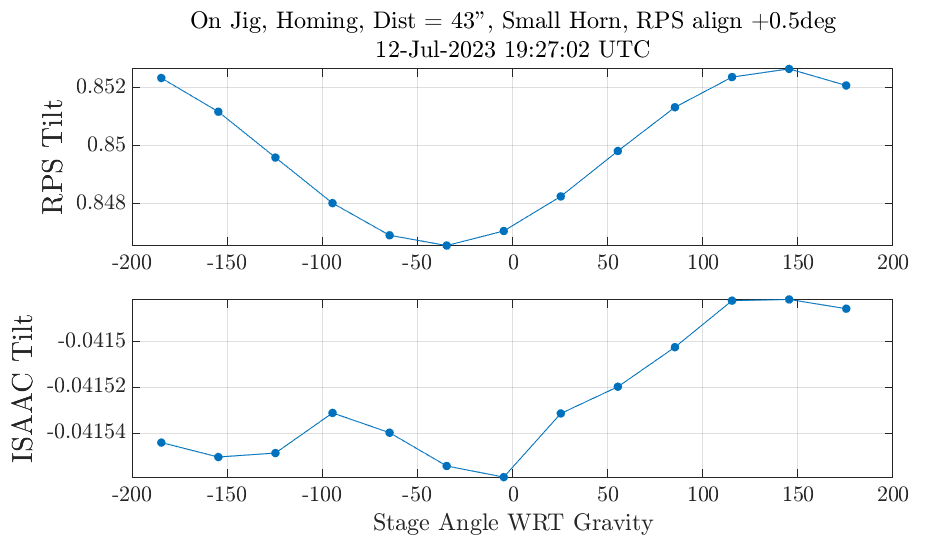 On Jig, Homing, Dist = 43”, Small Horn, RPS align +0.5deg
12-Jul-2023 19:27:02 UTC
RPS Tilt
0.852
0.85
0.848
-200 -150 -100 -50 0 50 100 150 200
ISAAC Tilt
-0.0415
-0.04152
-0.04154
-200 -150 -100 -50 0 50 100 150 200
Stage Angle WRT Gravity